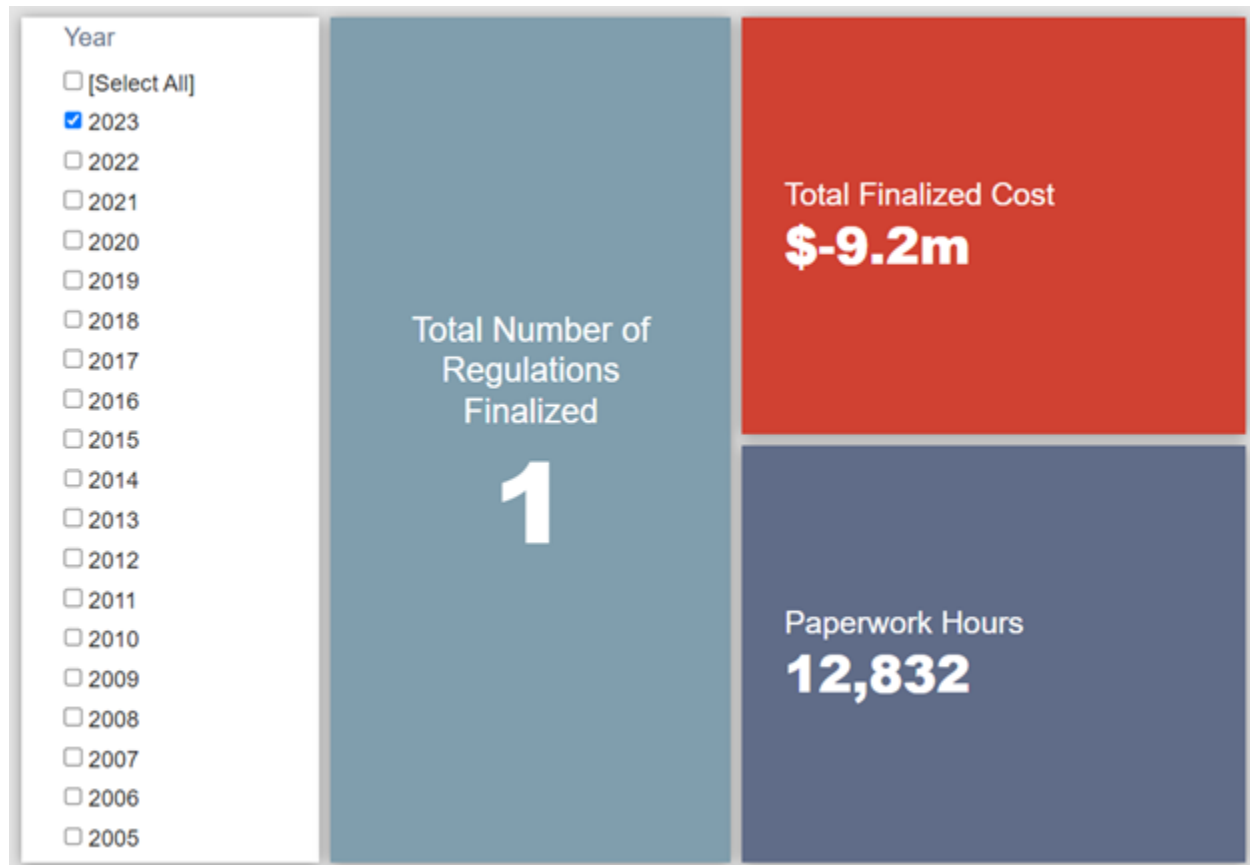 Year
[Select All]
2023
2022
2021
2020
2019
2018
2017
2016
2015
2014
2013
2012
2011
2010
2009
2008
2007
2006
2005
Total Number of
Regulations
Finalized
1
Total Finalized Cost
$-9.2m
Paperwork Hours
12,832